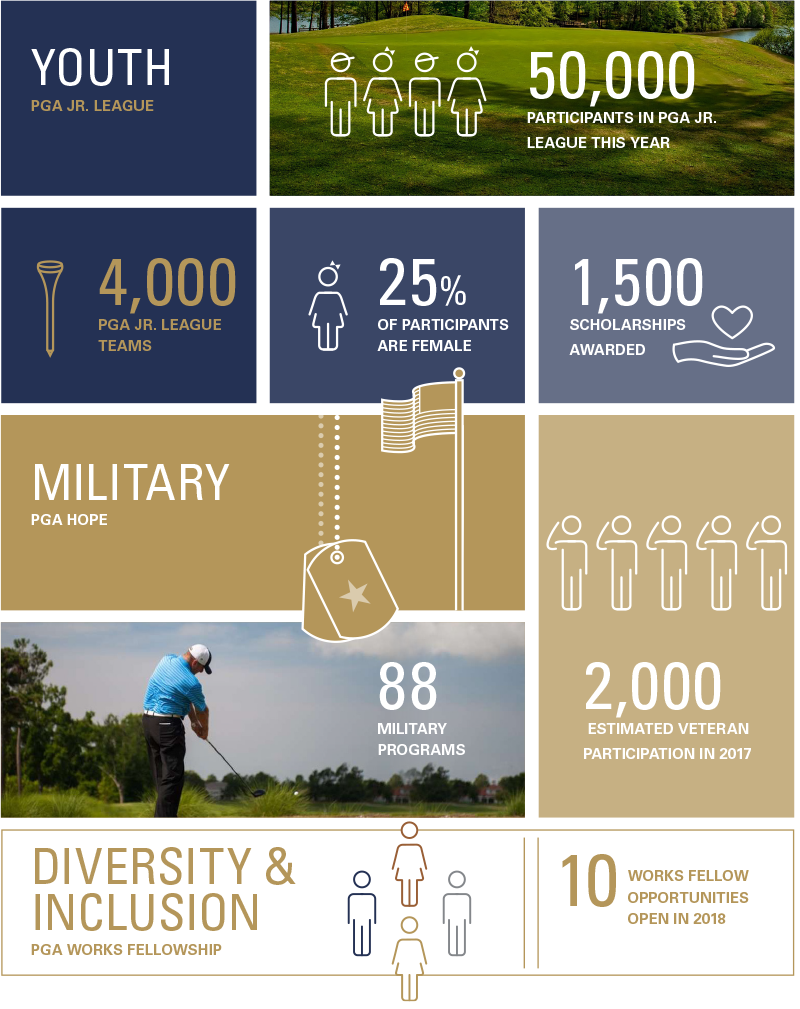 YOUTH
PGA JR. LEAGUE
50,000
PARTICIPANTS IN PGA JR.
LEAGUE THIS YEAR
4,000
PGA JR. LEAGUE
TEAMS
25%
OF PARTICIPANTS
ARE FEMALE
1,500
SCHOLARSHIPS
AWARDED
MILITARY
PGA HOPE
88
MILITARY
PROGRAMS
2,000
ESTIMATED VETERAN
PARTICIPATION IN 2017
DIVERSITY &
INCLUSION
PGA WORKS FELLOWSHIP
10
WORKS FELLOW
OPPORTUNITIES
OPEN IN 2018